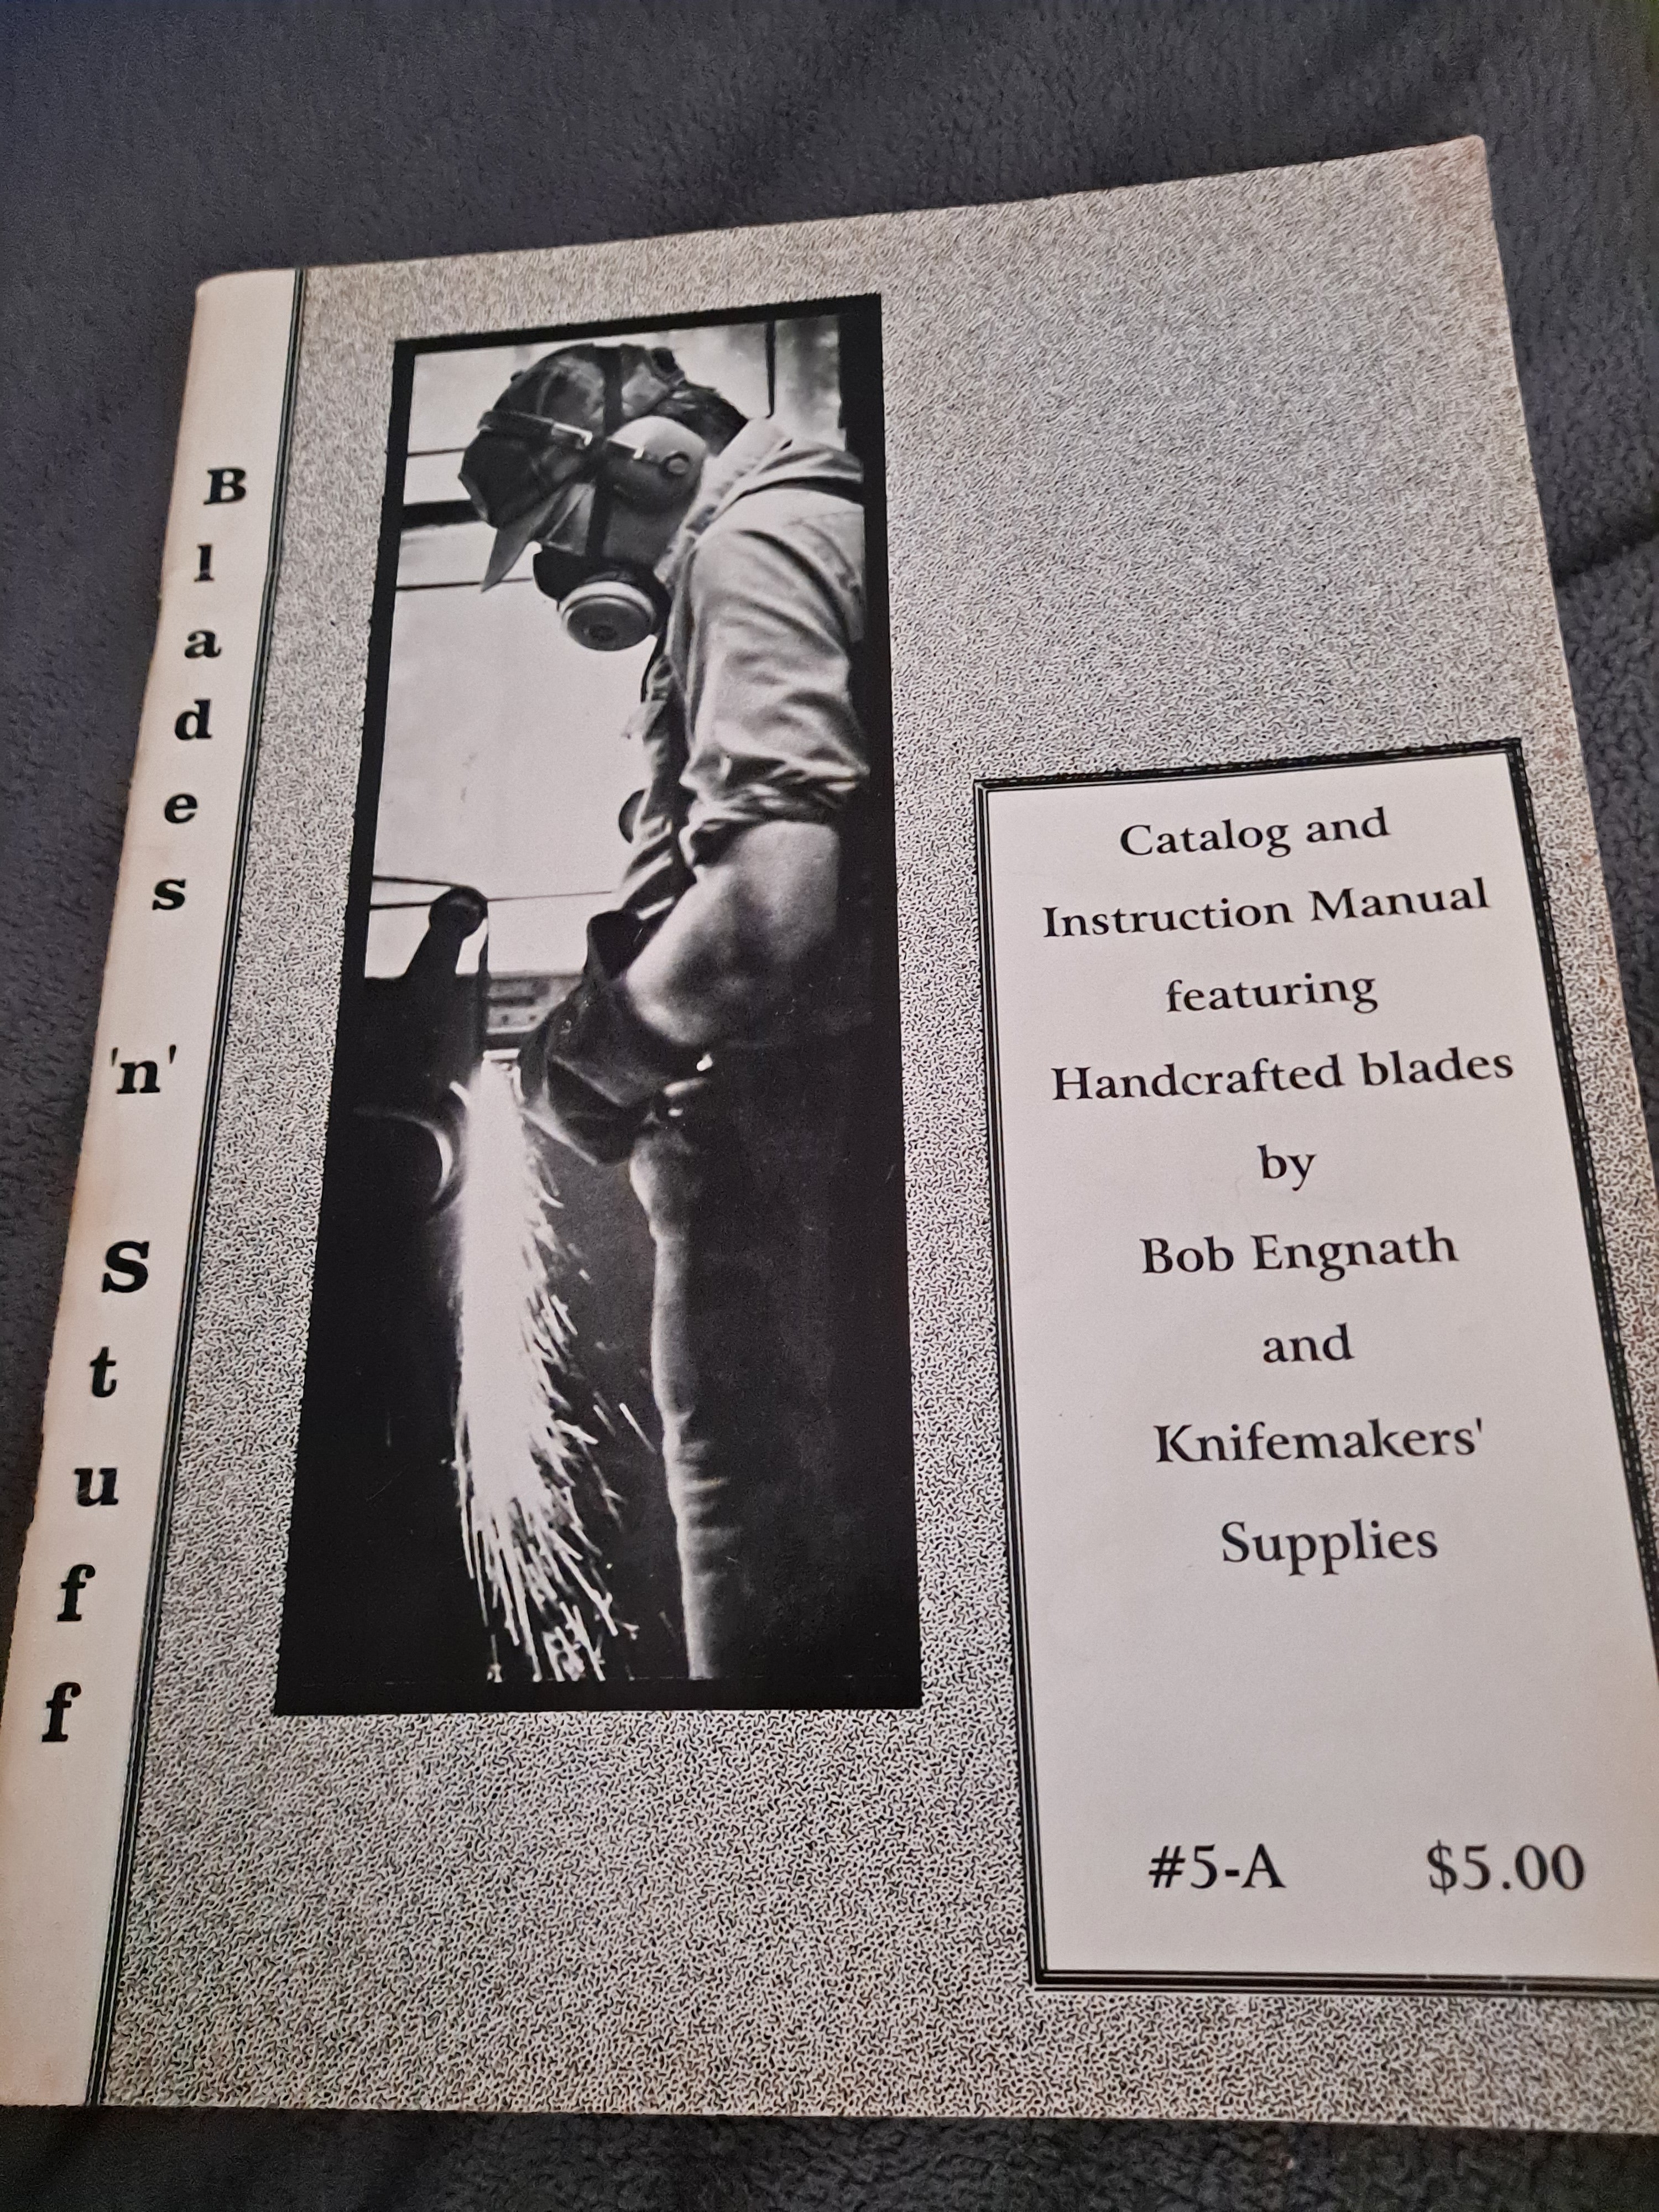 Blades 'n' Stuff
Catalog and
Instruction Manual
featuring
Handcrafted blades
by
Bob Engnath
and
Knifemakers'
Supplies
#5-A $5.00